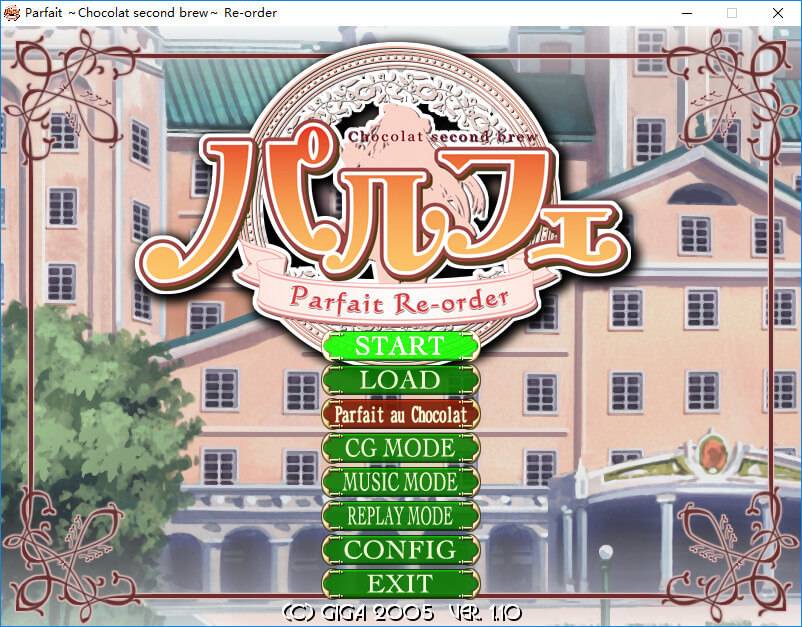 Parfait ~Chocolat second brew~ Re-order
Chocolat second brew
パルフェ
Parfait Re-order
START
LOAD
Parfait au Chocolat
CG MODE
MUSIC MODE
REPLAY MODE
CONFIG
EXIT
(C) GIGA 2005 VER. 1.10